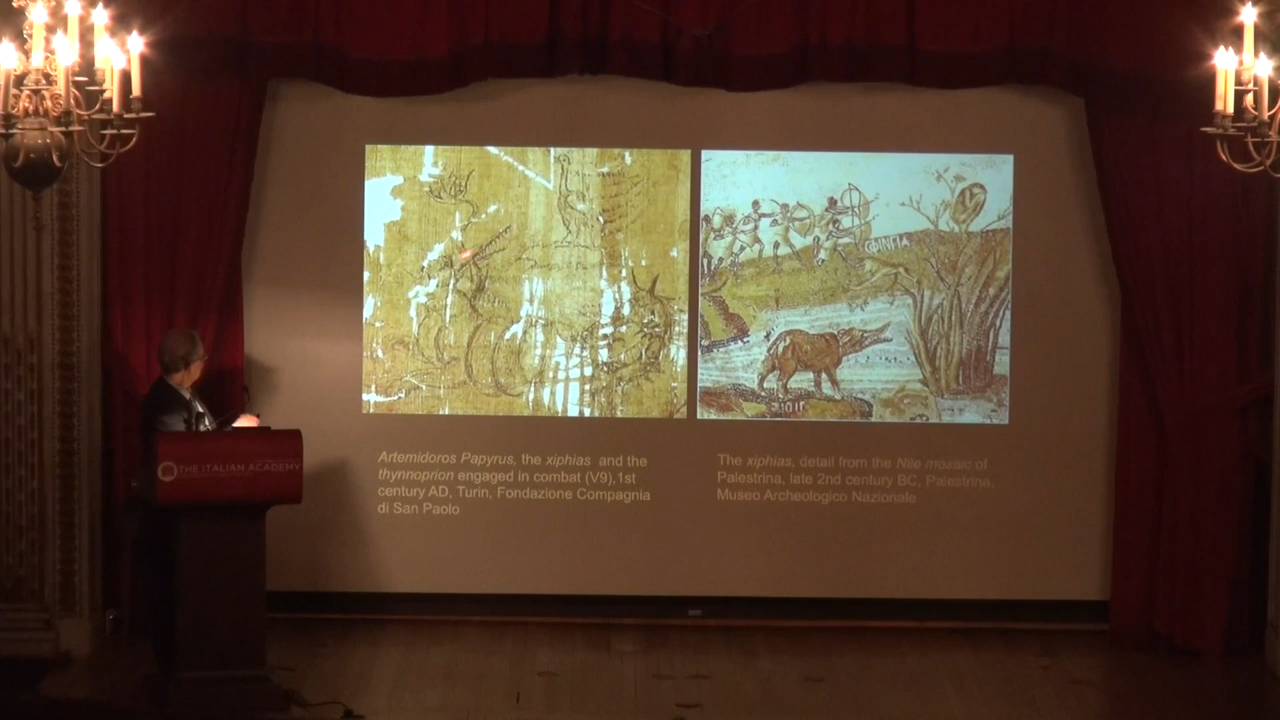 Artemidoros Papyrus, the xiphias and the
thynnoprion engaged in combat (V9),1st
century AD, Turin, Fondazione Compagnia
di San Paolo
The xiphias, detail from the Nile mosaic of
Palestrina, late 2nd century BC, Palestrina,
Museo Archeologico Nazionale
THE ITALIAN ACADEMY